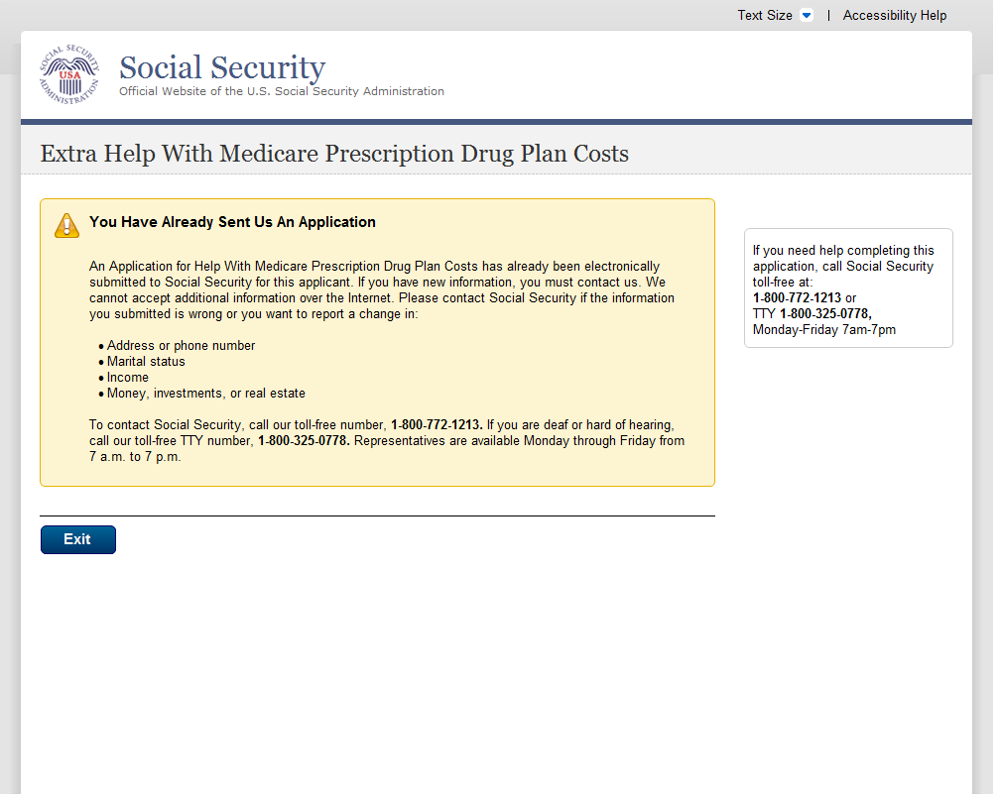 Text Size | Accessibility Help
SOCIAL SECURITY ADMINISTRATION
USA
Social Security
Official Website of the U.S. Social Security Administration
Extra Help With Medicare Prescription Drug Plan Costs
You Have Already Sent Us An Application
An Application for Help With Medicare Prescription Drug Plan Costs has already been electronically
submitted to Social Security for this applicant. If you have new information, you must contact us. We
cannot accept additional information over the Internet. Please contact Social Security if the information
you submitted is wrong or you want to report a change in:
• Address or phone number
• Marital status
• Income
• Money, investments, or real estate
To contact Social Security, call our toll-free number, 1-800-772-1213. If you are deaf or hard of hearing,
call our toll-free TTY number, 1-800-325-0778. Representatives are available Monday through Friday from
7 a.m. to 7 p.m.
If you need help completing this
application, call Social Security
toll-free at:
1-800-772-1213 or
TTY 1-800-325-0778,
Monday-Friday 7am-7pm
Exit